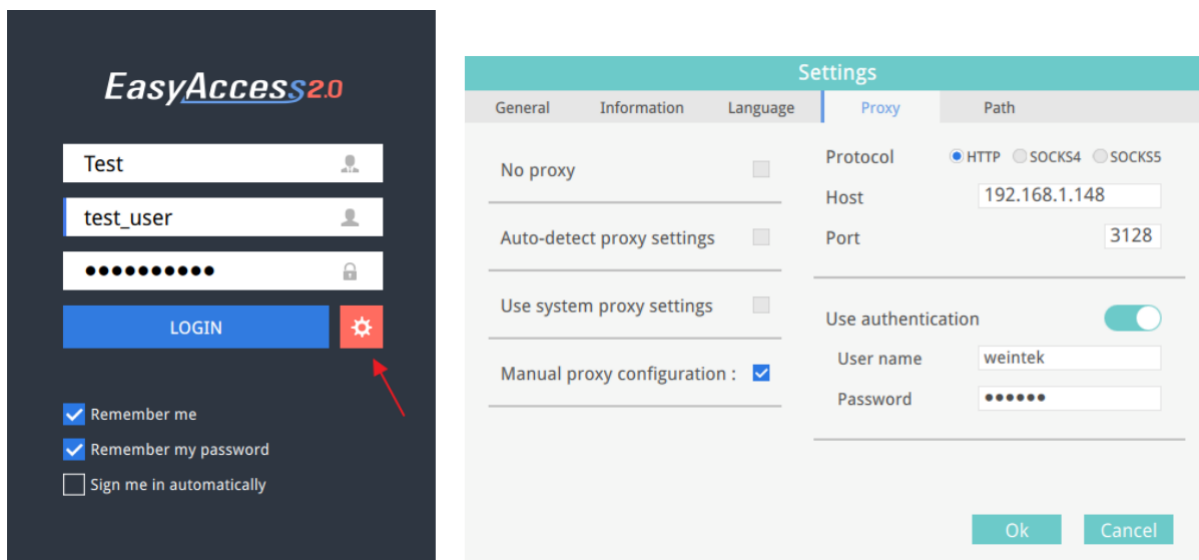 EasyAccess2.0
Test
test_user
••••••••••
LOGIN
Remember me
Remember my password
Sign me in automatically
Settings
General Information Language Proxy Path
No proxy
Auto-detect proxy settings
Use system proxy settings
Manual proxy configuration :
Protocol HTTP SOCKS4 SOCKS5
Host 192.168.1.148
Port 3128
Use authentication
User name weintek
Password ••••••
Ok Cancel